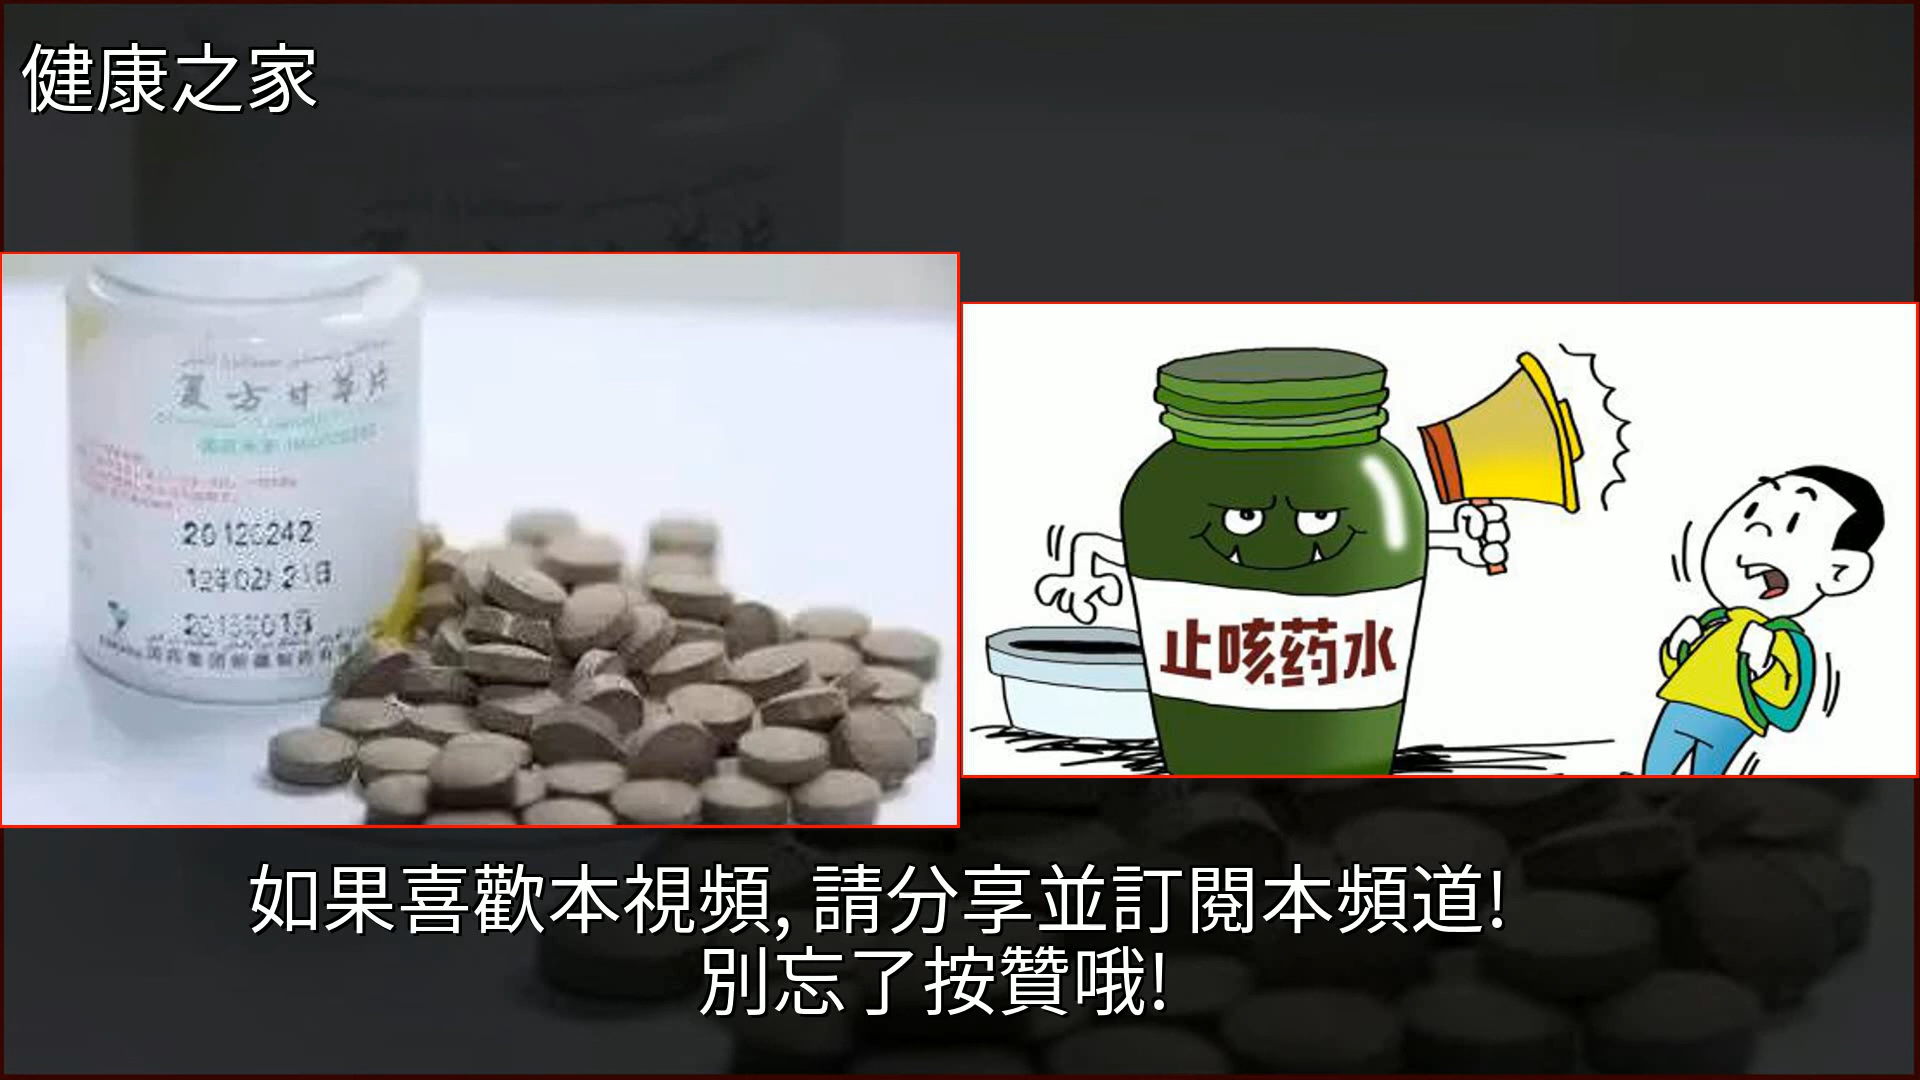 健康之家
复方甘草片
20120242
止咳药水
如果喜歡本視頻, 請分享並訂閱本頻道!
別忘了按贊哦!